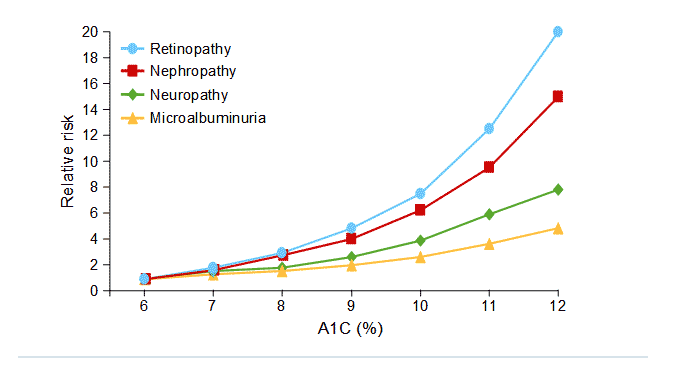 20
18
16
14
12
10
8
6
4
2
0
Relative risk
Retinopathy
Nephropathy
Neuropathy
Microalbuminuria
6 7 8 9 10 11 12
A1C (%)